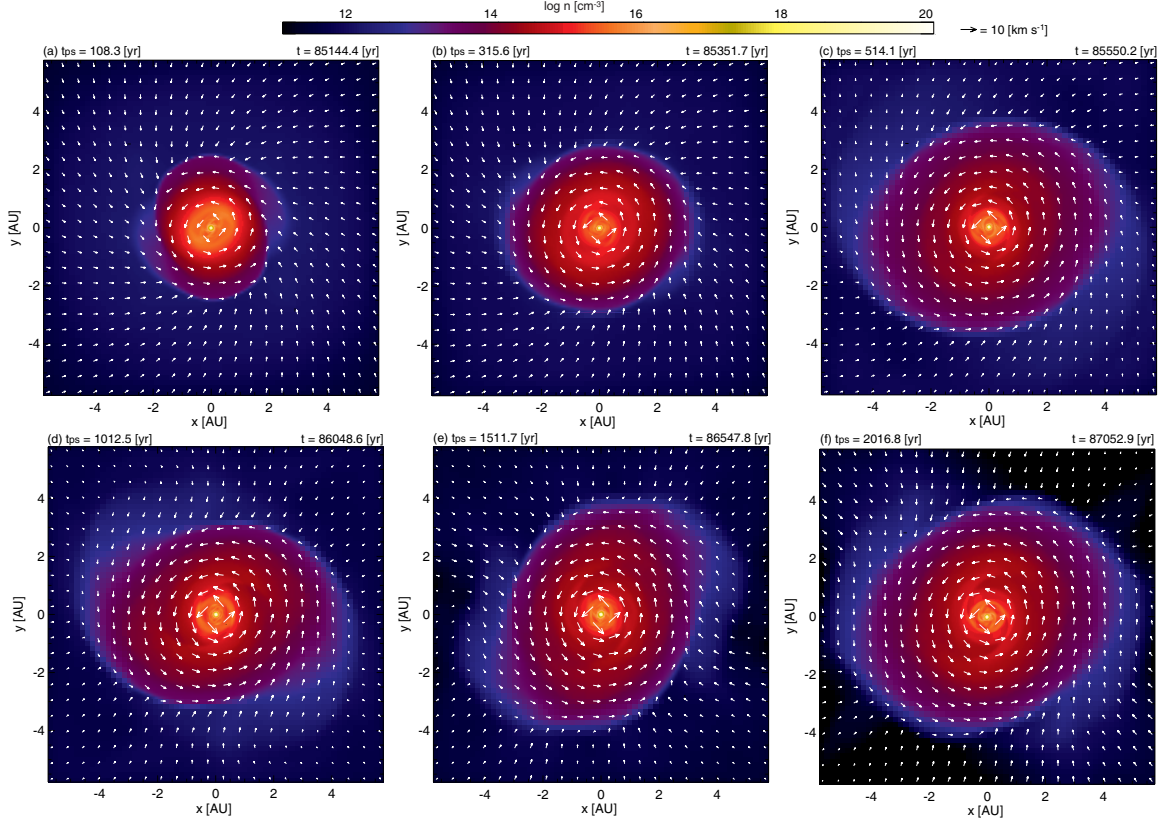 log n [cm⁻³]
12 14 16 18 20
= 10 [km s⁻¹]
(a) tps = 108.3 [yr] t = 85144.4 [yr]
(b) tps = 315.6 [yr] t = 85351.7 [yr]
(c) tps = 514.1 [yr] t = 85550.2 [yr]
4 4 4
2 2 2
y [AU] 0 y [AU] 0 y [AU] 0
-2 -2 -2
-4 -4 -4
-4 -2 0 2 4 -4 -2 0 2 4 -4 -2 0 2 4
x [AU] x [AU] x [AU]
(d) tps = 1012.5 [yr] t = 86048.6 [yr]
(e) tps = 1511.7 [yr] t = 86547.8 [yr]
(f) tps = 2016.8 [yr] t = 87052.9 [yr]
4 4 4
2 2 2
y [AU] 0 y [AU] 0 y [AU] 0
-2 -2 -2
-4 -4 -4
-4 -2 0 2 4 -4 -2 0 2 4 -4 -2 0 2 4
x [AU] x [AU] x [AU]